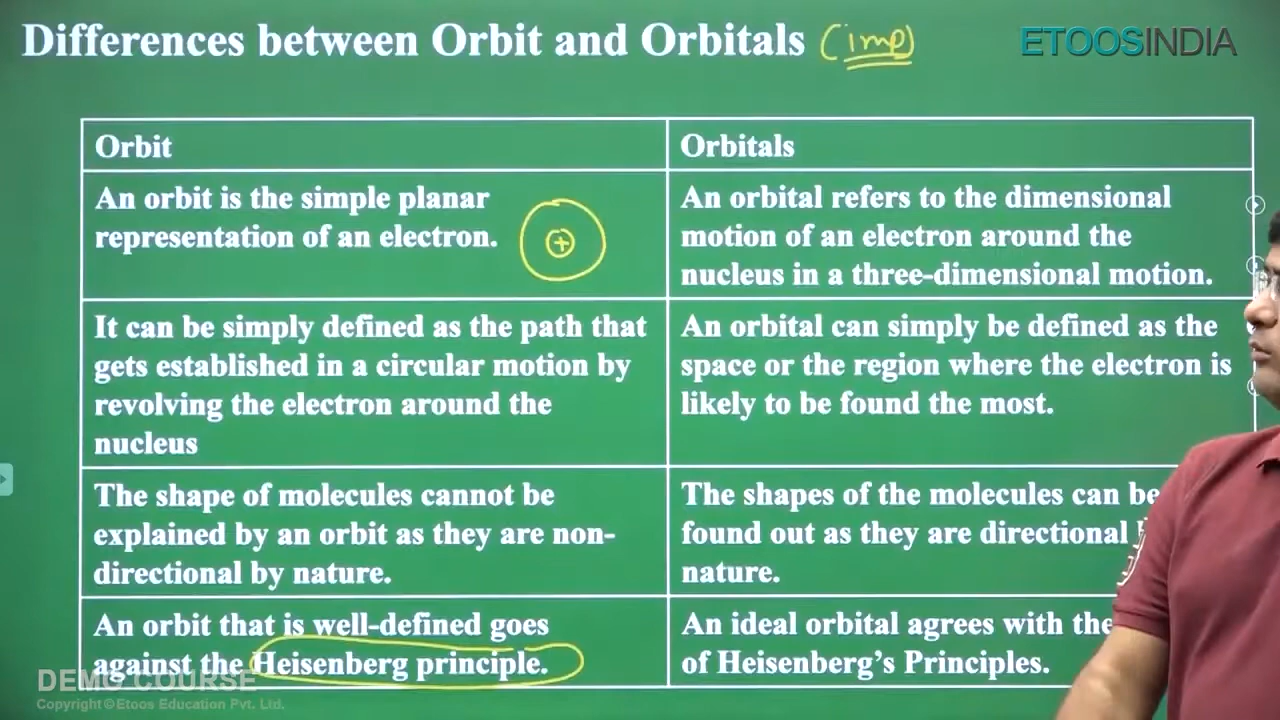 Differences between Orbit and Orbitals (imp)
ETOOSINDIA
Orbit
Orbitals
An orbit is the simple planar
representation of an electron.
+
An orbital refers to the dimensional
motion of an electron around the
nucleus in a three-dimensional motion.
It can be simply defined as the path that
gets established in a circular motion by
revolving the electron around the
nucleus
An orbital can simply be defined as the
space or the region where the electron is
likely to be found the most.
The shape of molecules cannot be
explained by an orbit as they are non-
directional by nature.
The shapes of the molecules can be
found out as they are directional
nature.
An orbit that is well-defined goes
against the Heisenberg principle.
An ideal orbital agrees with the
of Heisenberg's Principles.
DEMO COURSE
Copyright © Etoos Education Pvt. Ltd.